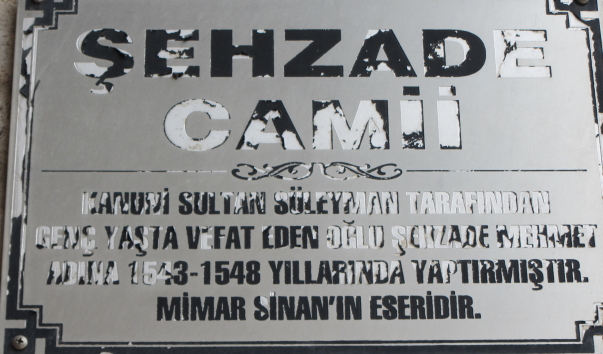 ŞEHZADE
CAMİİ
KANUNİ SULTAN SÜLEYMAN TARAFINDAN
GENÇ YAŞTA VEFAT EDEN OĞLU ŞEHZADE MEHMET
ADINA 1543-1548 YILLARINDA YAPTIRMIŞTIR.
MİMAR SİNAN'IN ESERİDİR.